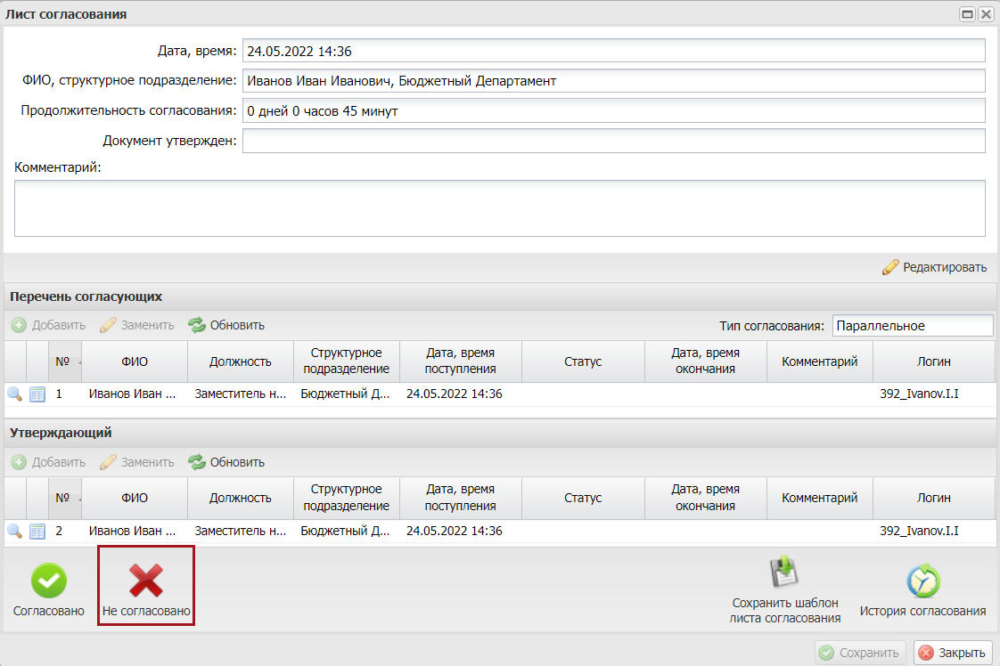 Лист согласования
Дата, время: 24.05.2022 14:36
ФИО, структурное подразделение: Иванов Иван Иванович, Бюджетный Департамент
Продолжительность согласования: 0 дней 0 часов 45 минут
Документ утвержден:
Комментарий:
Редактировать
Перечень согласующих
Добавить Заменить Обновить Тип согласования: Параллельное
№ ФИО Должность Структурное подразделение Дата, время поступления Статус Дата, время окончания Комментарий Логин
1 Иванов Иван ... Заместитель н... Бюджетный Д... 24.05.2022 14:36 392_Ivanov.I.I
Утверждающий
Добавить Заменить Обновить
№ ФИО Должность Структурное подразделение Дата, время поступления Статус Дата, время окончания Комментарий Логин
2 Иванов Иван ... Заместитель н... Бюджетный Д... 24.05.2022 14:36 392_Ivanov.I.I
Согласовано Не согласовано Сохранить шаблон листа согласования История согласования
Сохранить Закрыть